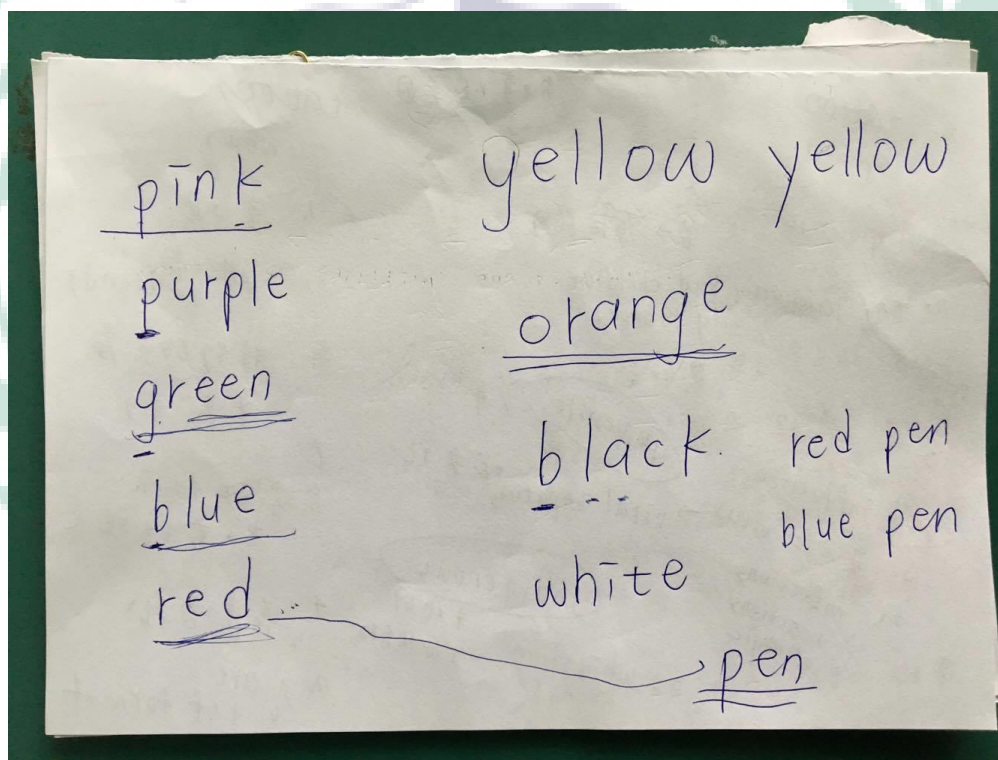 pink
purple
green
blue
red
yellow yellow
orange
black. red pen
blue pen
white
pen